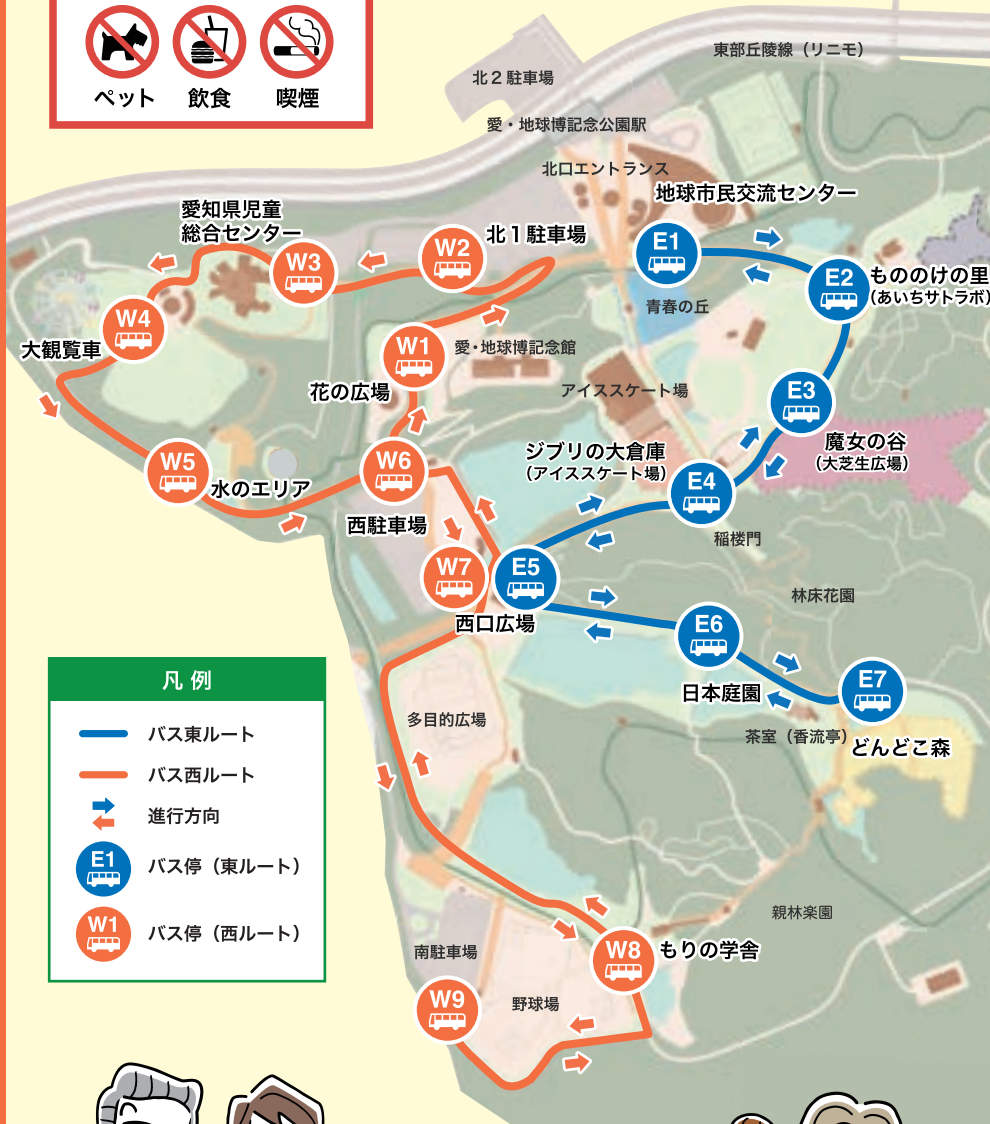 ペット
飲食
喫煙
東部丘陵線（リニモ）
北２駐車場
愛・地球博記念公園駅
北口エントランス
地球市民交流センター
愛知県児童
総合センター
北１駐車場
E1
W2
W3
E2
もののけの里
（あいちサトラボ）
青春の丘
W4
大観覧車
W1
愛・地球博記念館
花の広場
アイススケート場
E3
魔女の谷
（大芝生広場）
ジブリの大倉庫
（アイススケート場）
W5
水のエリア
W6
西駐車場
E4
稲楼門
W7
E5
西口広場
林床花園
E6
日本庭園
E7
茶室（香流亭）
どんどこ森
多目的広場
凡例
バス東ルート
バス西ルート
進行方向
E1
バス停（東ルート）
W1
バス停（西ルート）
親林楽園
南駐車場
W8
もりの学舎
W9
野球場